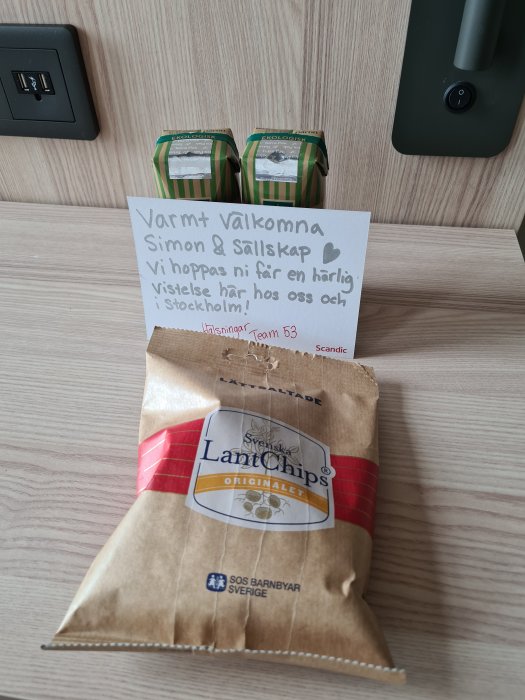 EKOLOGISK
EKOLOGISK
Varmt Välkomna
Simon & Sällskap
Vi hoppas ni får en härlig
vistelse här hos oss och
i Stockholm!
Hälsningar Team 53
Scandic
LÄTTSALTADE
Svenska
LantChips®
ORIGINALET
SOS BARNBYAR
SVERIGE